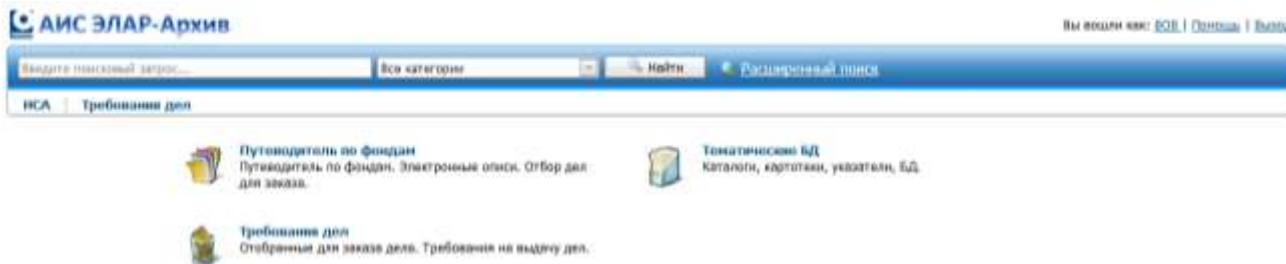 АИС ЭЛАР-Архив
Вы вошли как: ВОВ | Помощь | Выход
Введите поисковый запрос...
Все категории
Найти
Расширенный поиск
НСА
Требования дел
Путеводитель по фондам
Путеводитель по фондам. Электронные описи. Отбор дел
для заказа.
Тематические БД
Каталоги, картотеки, указатели, БД.
Требования дел
Отобранные для заказа дела. Требования на выдачу дел.